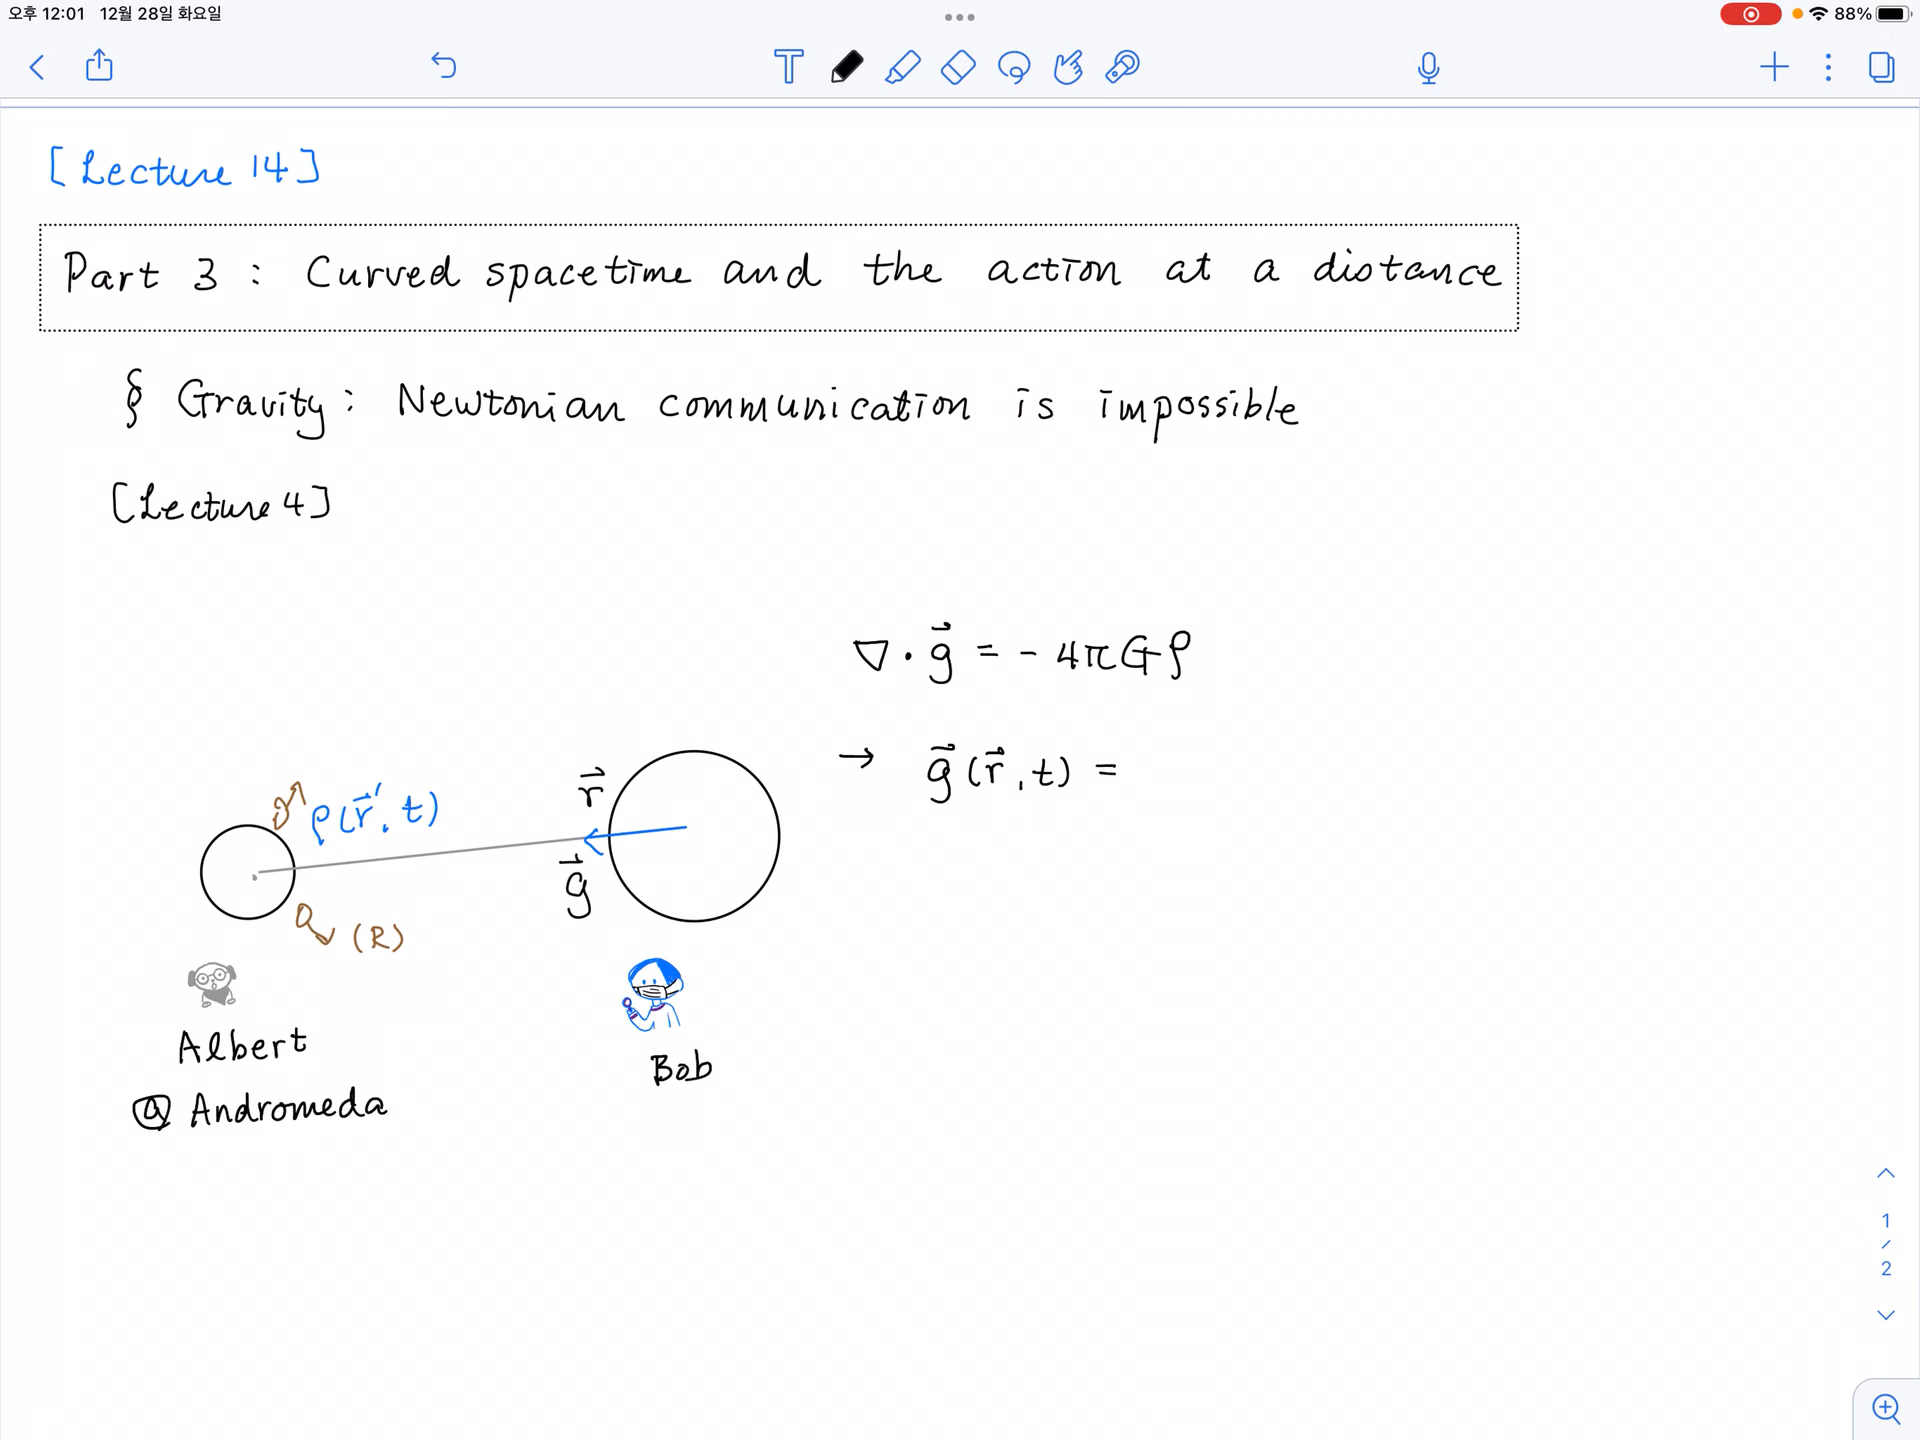 오후 12:01 12월 28일 화요일
88%
[Lecture 14]
Part 3 : Curved spacetime and the action at a distance
§ Gravity: Newtonian communication is impossible
[Lecture 4]
∇ · g⃗ = - 4πGρ
→ g⃗(r⃗, t) =
r⃗
ρ(r⃗′, t)
g⃗
(R)
Albert
Bob
@ Andromeda
1
/
2